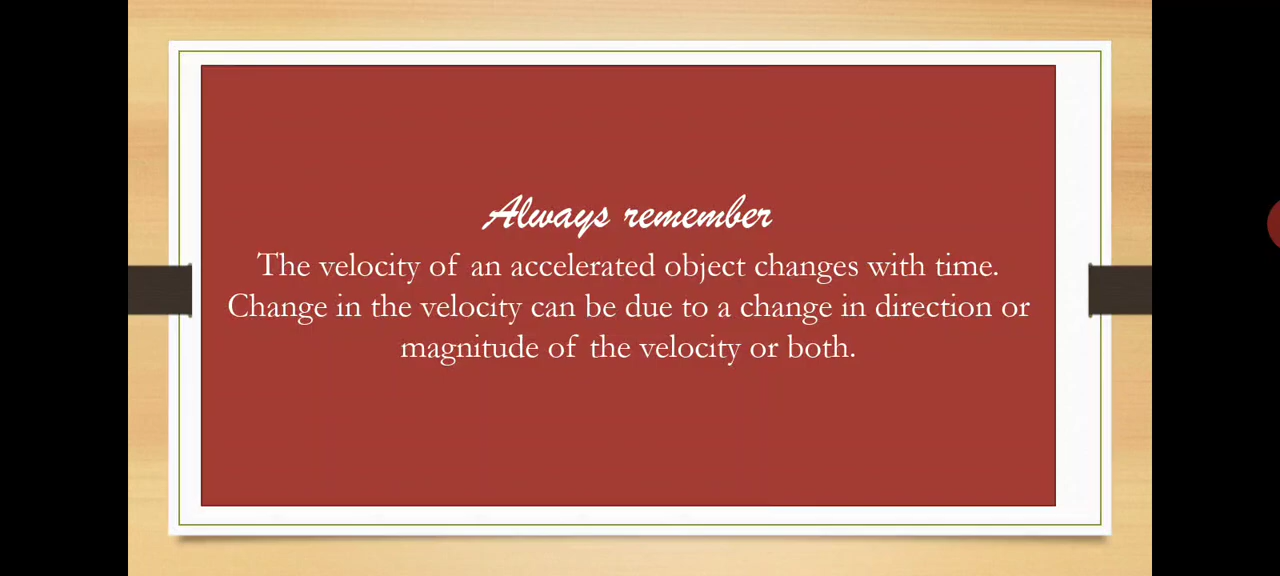 Always remember
The velocity of an accelerated object changes with time.
Change in the velocity can be due to a change in direction or
magnitude of the velocity or both.